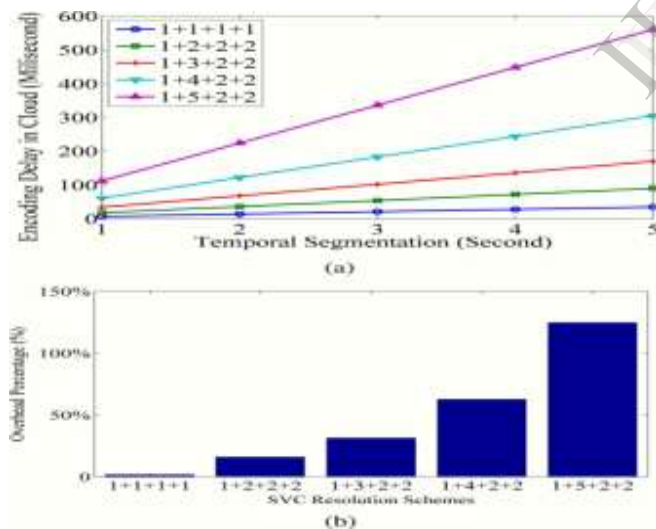 600
500
400
300
200
100
0
Encoding Delay in Cloud (Milisecond)
1+1+1+1
1+2+2+2
1+3+2+2
1+4+2+2
1+5+2+2
1 2 3 4 5
Temporal Segmentation (Second)
(a)
150%
100%
50%
0
Overhead Percentage (%)
1+1+1+1 1+2+2+2 1+3+2+2 1+4+2+2 1+5+2+2
SVC Resolution Schemes
(b)